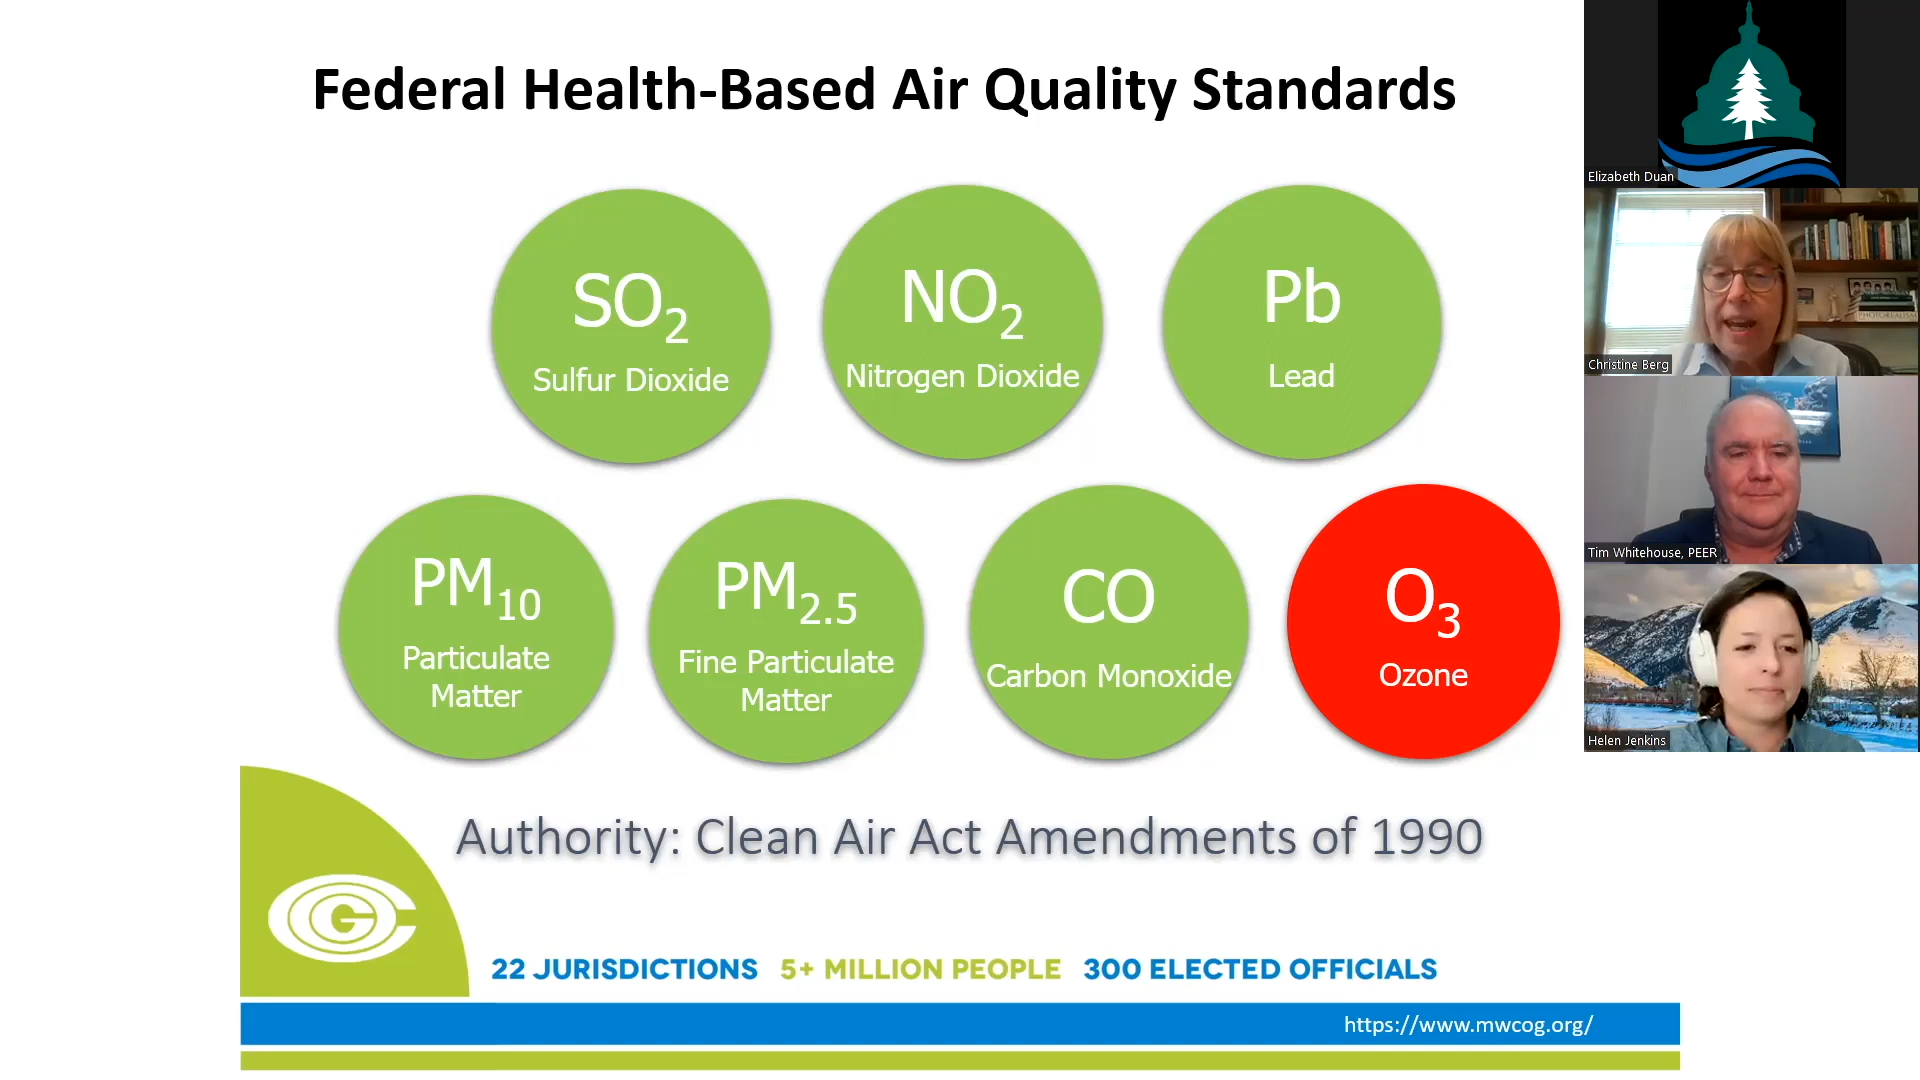 Federal Health-Based Air Quality Standards
SO2
Sulfur Dioxide
NO2
Nitrogen Dioxide
Pb
Lead
PM10
Particulate
Matter
PM2.5
Fine Particulate
Matter
CO
Carbon Monoxide
O3
Ozone
Authority: Clean Air Act Amendments of 1990
22 JURISDICTIONS 5+ MILLION PEOPLE 300 ELECTED OFFICIALS
https://www.mwcog.org/
Elizabeth Duan
PHOTOREALISM
Christine Berg
Tim Whitehouse, PEER
Helen Jenkins